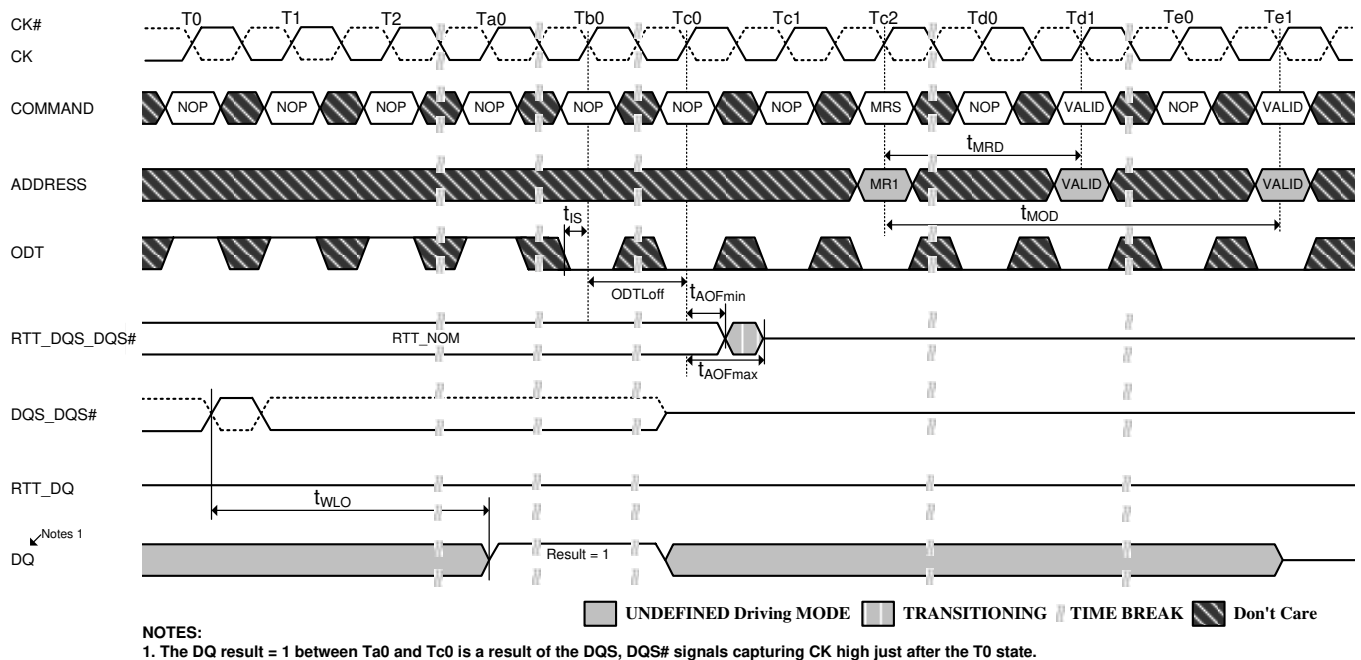 T0 T1 T2 Ta0 Tb0 Tc0 Tc1 Tc2 Td0 Td1 Te0 Te1
CK#
CK
COMMAND NOP NOP NOP NOP NOP NOP NOP MRS NOP VALID NOP VALID
tMRD
ADDRESS MR1 VALID VALID
tIS tMOD
ODT
ODTLoff tAOFmin
RTT_DQS_DQS# RTT_NOM
tAOFmax
DQS_DQS#
RTT_DQ
tWLO
Notes 1
DQ Result = 1
UNDEFINED Driving MODE TRANSITIONING TIME BREAK Don't Care
NOTES:
1. The DQ result = 1 between Ta0 and Tc0 is a result of the DQS, DQS# signals capturing CK high just after the T0 state.